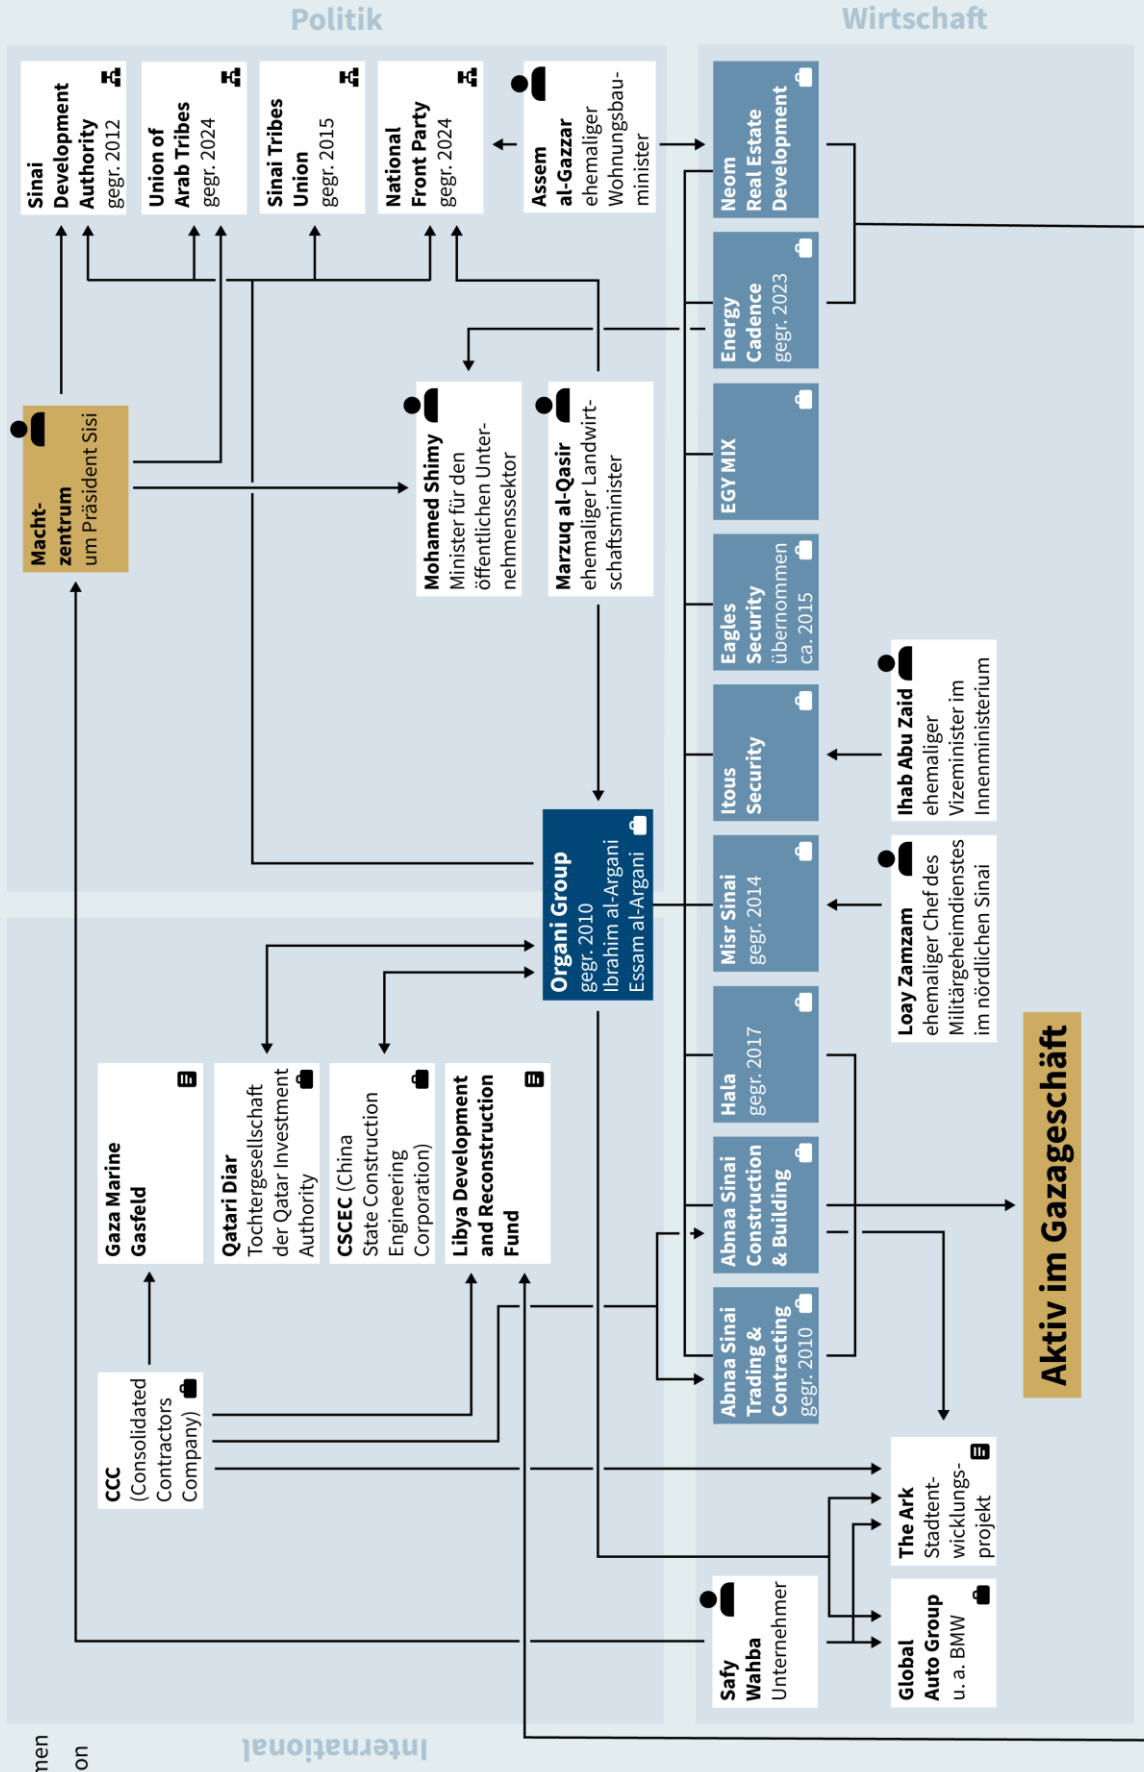 Politik
Wirtschaft
International
men
on
Macht-
zentrum
um Präsident Sisi
Sinai
Development
Authority
gegr. 2012
Union of
Arab Tribes
gegr. 2024
Sinai Tribes
Union
gegr. 2015
National
Front Party
gegr. 2024
Assem
al-Gazzar
ehemaliger
Wohnungsbau-
minister
Mohamed Shimy
Minister für den
öffentlichen Unter-
nehmenssektor
Marzuq al-Qasir
ehemaliger Landwirt-
schaftsminister
CCC
(Consolidated
Contractors
Company)
Gaza Marine
Gasfeld
Qatari Diar
Tochtergesellschaft
der Qatar Investment
Authority
CSCEC (China
State Construction
Engineering
Corporation)
Libya Development
and Reconstruction
Fund
Organi Group
gegr. 2010
Ibrahim al-Argani
Essam al-Argani
Safy
Wahba
Unternehmer
Abnaa Sinai
Trading &
Contracting
gegr. 2010
Abnaa Sinai
Construction
& Building
Hala
gegr. 2017
Misr Sinai
gegr. 2014
Itous
Security
Eagles
Security
übernommen
ca. 2015
EGY MIX
Energy
Cadence
gegr. 2023
Neom
Real Estate
Development
Global
Auto Group
u. a. BMW
The Ark
Stadtent-
wicklungs-
projekt
Loay Zamzam
ehemaliger Chef des
Militärgeheimdienstes
im nördlichen Sinai
Ihab Abu Zaid
ehemaliger
Vizeminister im
Innenministerium
Aktiv im Gazageschäft